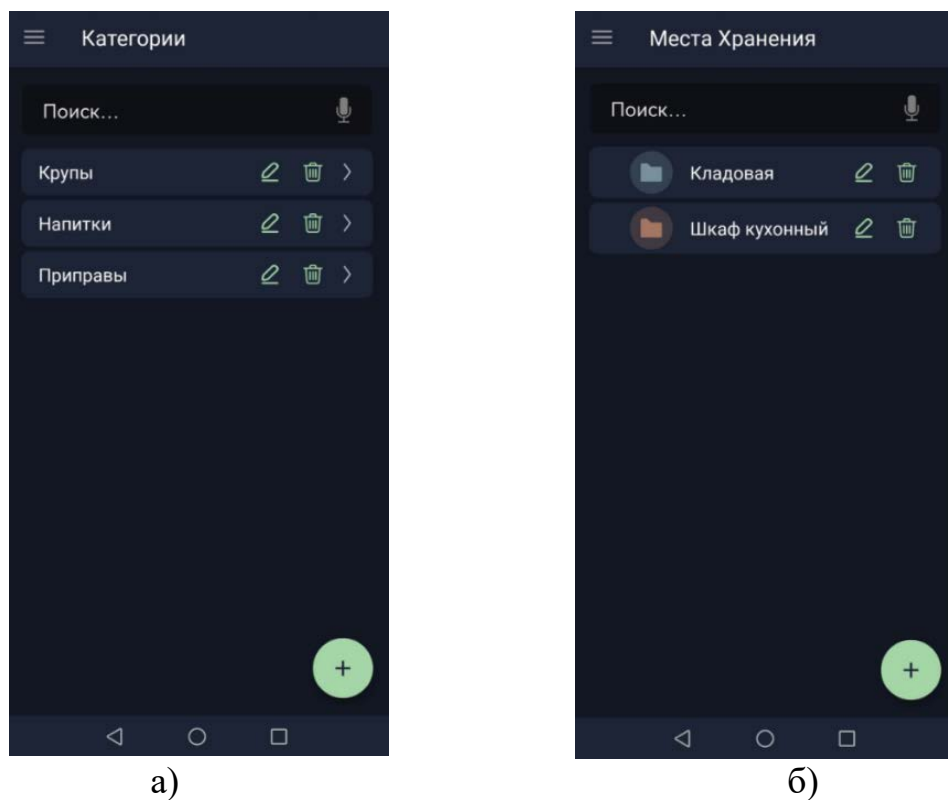 Категории
Поиск...
Крупы
Напитки
Приправы
а)
Места Хранения
Поиск...
Кладовая
Шкаф кухонный
б)